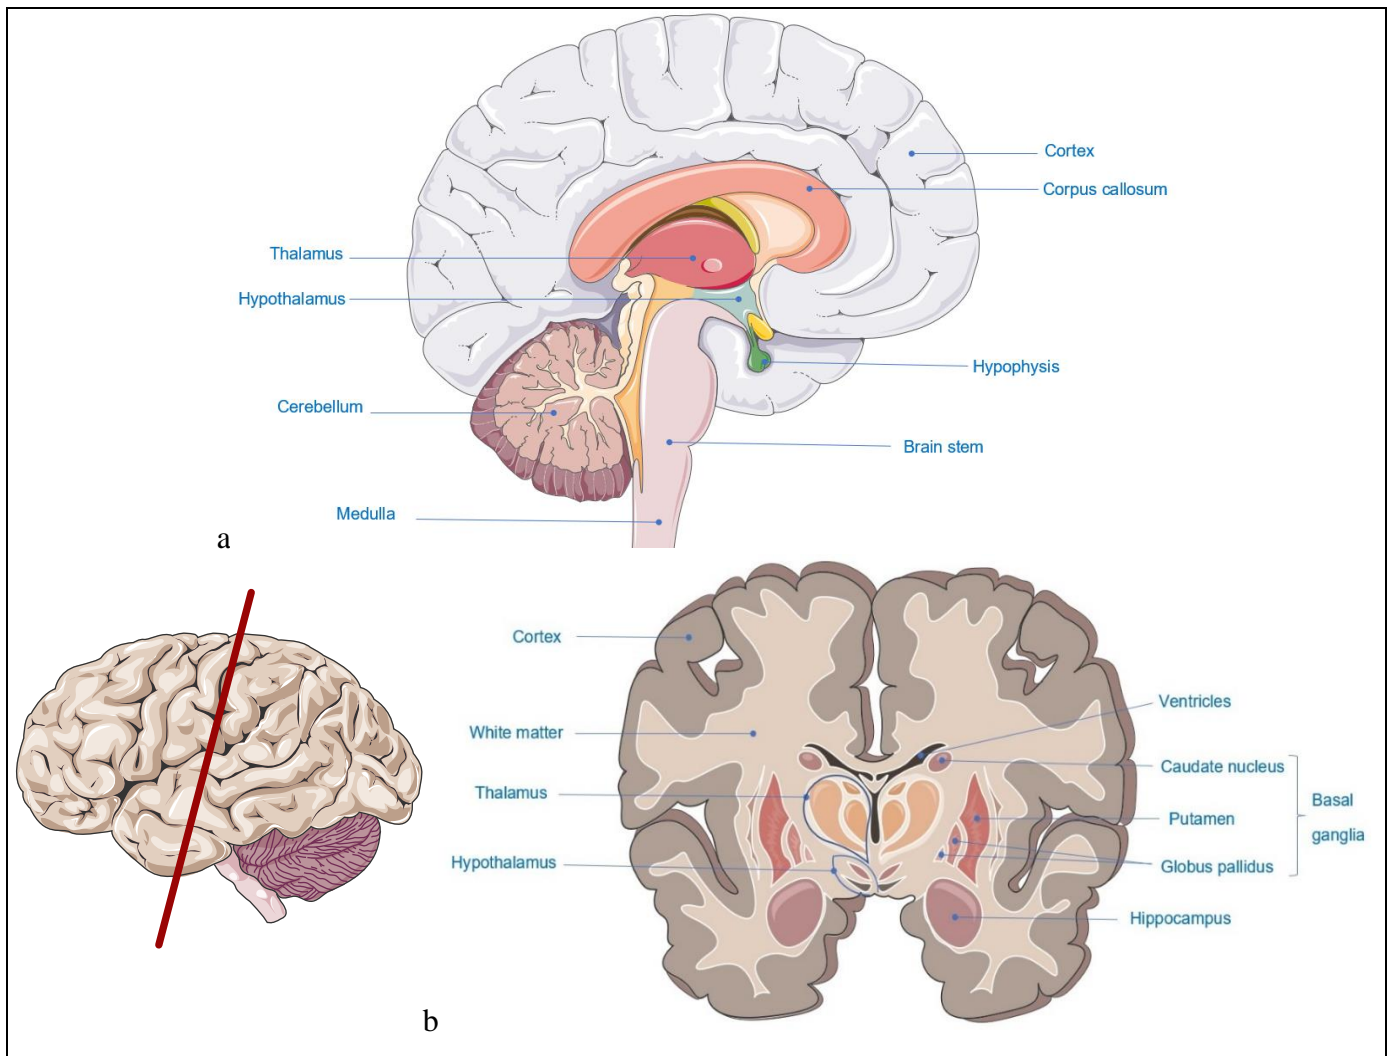 Cortex
Corpus callosum
Thalamus
Hypothalamus
Hypophysis
Cerebellum
Brain stem
Medulla
a
Cortex
Ventricles
White matter
Caudate nucleus
Thalamus
Basal
ganglia
Putamen
Hypothalamus
Globus pallidus
Hippocampus
b